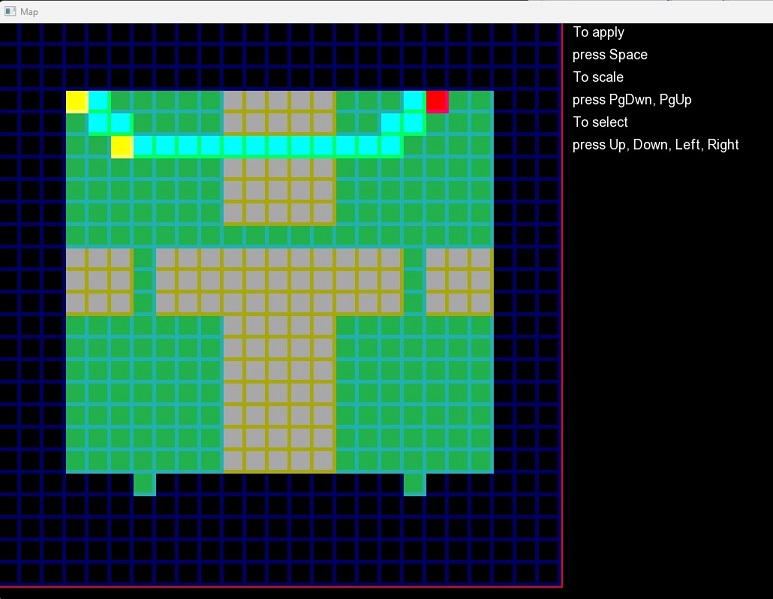 Map
To apply
press Space
To scale
press PgDwn, PgUp
To select
press Up, Down, Left, Right